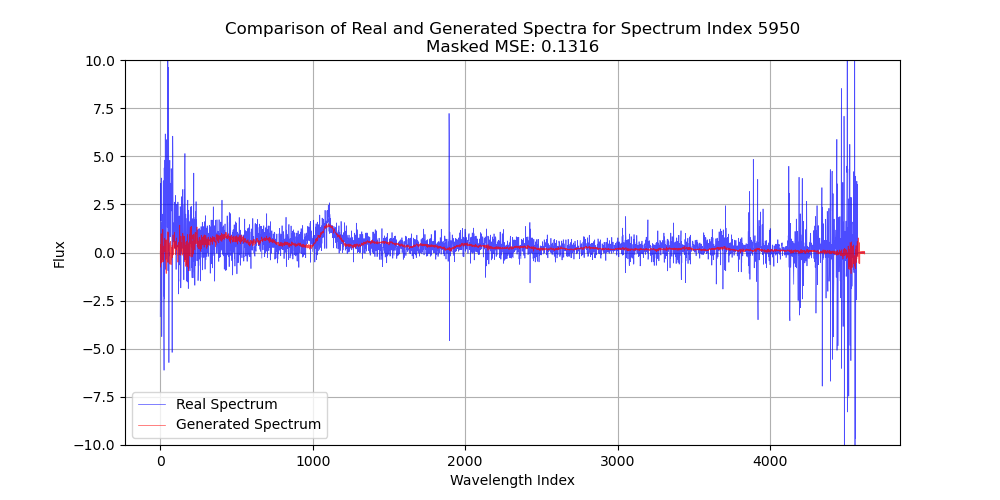 Comparison of Real and Generated Spectra for Spectrum Index 5950
Masked MSE: 0.1316
10.0
7.5
5.0
2.5
0.0
−2.5
−5.0
−7.5
−10.0
Flux
Real Spectrum
Generated Spectrum
0 1000 2000 3000 4000
Wavelength Index